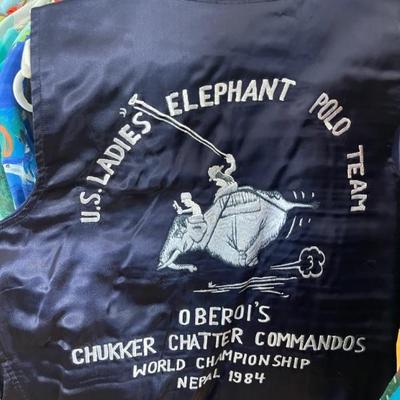 U.S. LADIES' ELEPHANT POLO TEAM
OBEROI'S
CHUKKER CHATTER COMMANDOS
WORLD CHAMPIONSHIP
NEPAL 1984